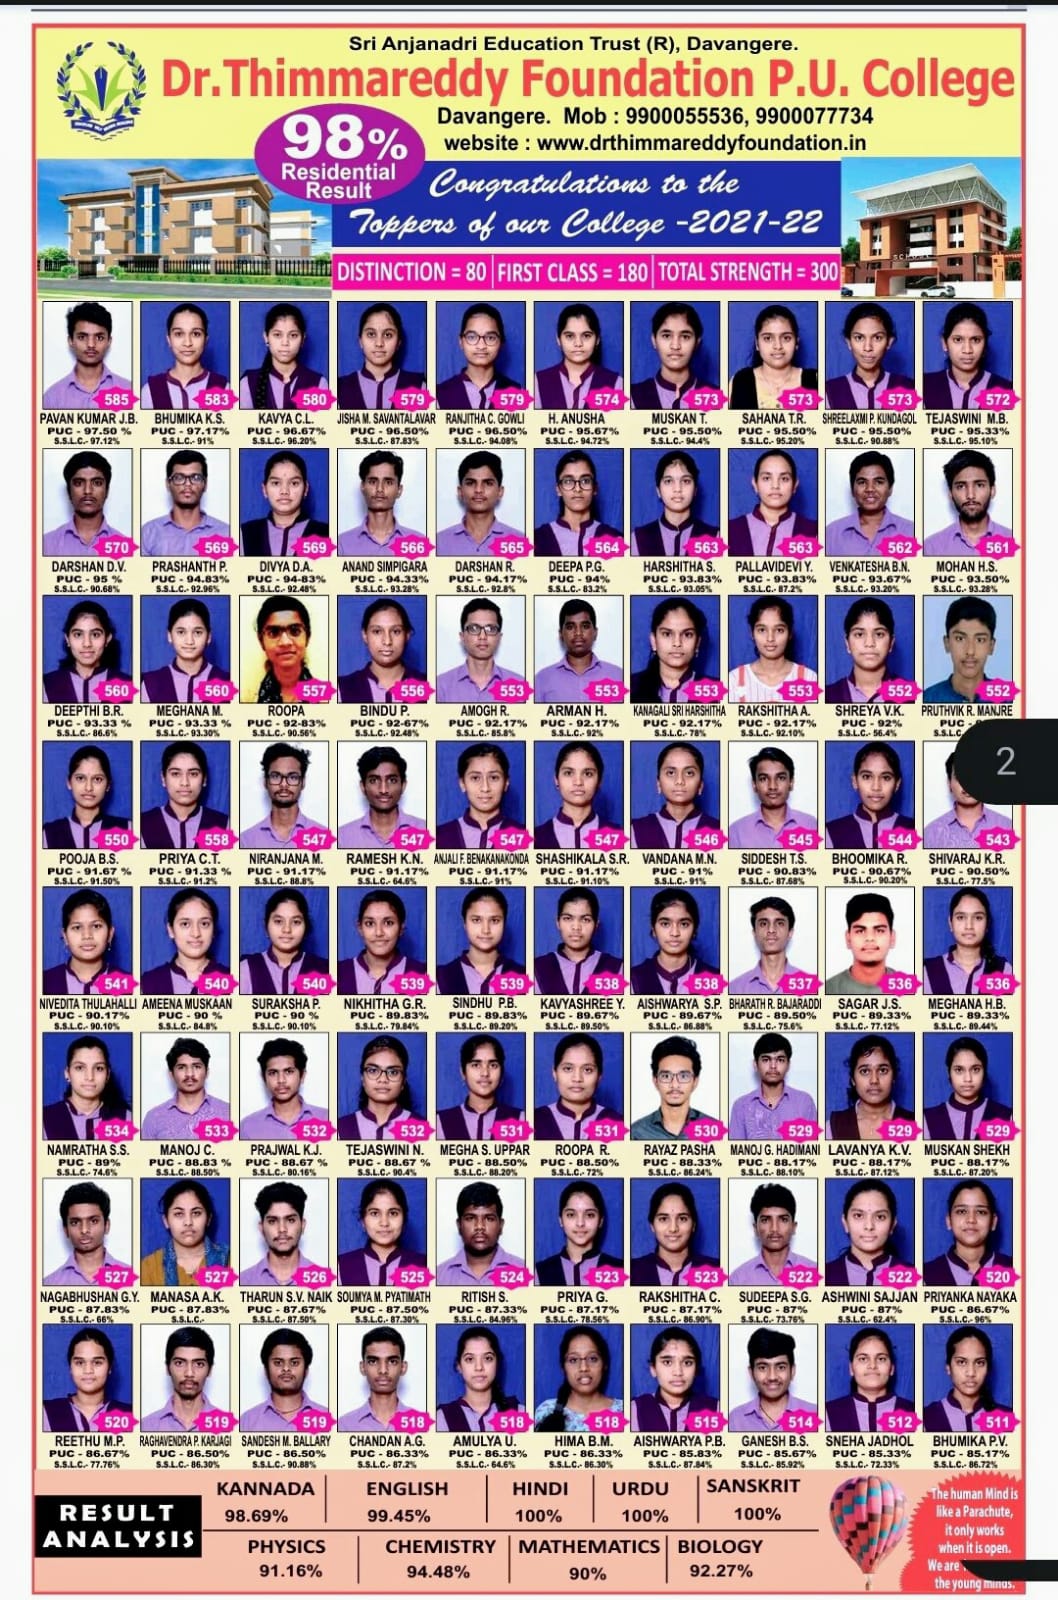 Sri Anjanadri Education Trust (R), Davangere.
Dr.Thimmareddy Foundation P.U. College
Davangere. Mob : 9900055536, 9900077734
website : www.drthimmareddyfoundation.in
98%
Residential
Result
Congratulations to the
Toppers of our College -2021-22
DISTINCTION = 80 FIRST CLASS = 180 TOTAL STRENGTH = 300
SCHOOL
585 583 580 579 579 574 573 573 573 572
PAVAN KUMAR J.B. BHUMIKA K.S. KAVYA C.L. JISHA M. SAVANTALAVAR RANJITHA C. GOWLI H. ANUSHA MUSKAN T. SAHANA T.R. SHREELAXMI P. KUNDAGOL TEJASWINI M.B.
PUC - 97.50 % PUC - 97.17% PUC - 96.67% PUC - 96.50% PUC - 96.50% PUC - 95.67% PUC - 95.50% PUC - 95.50% PUC - 95.50% PUC - 95.33%
S.S.L.C.- 97.12% S.S.L.C.- 91% S.S.L.C.- 96.20% S.S.L.C.- 87.83% S.S.L.C.- 94.08% S.S.L.C.- 94.72% S.S.L.C.- 94.4% S.S.L.C.- 95.20% S.S.L.C.- 90.88% S.S.L.C.- 95.10%
570 569 569 566 565 564 563 563 562 561
DARSHAN D.V. PRASHANTH P. DIVYA D.A. ANAND SIMPIGARA DARSHAN R. DEEPA P.G. HARSHITHA S. PALLAVIDEVI Y. VENKATESHA B.N. MOHAN H.S.
PUC - 95 % PUC - 94.83% PUC - 94-83% PUC - 94.33% PUC - 94.17% PUC - 94% PUC - 93.83% PUC - 93.83% PUC - 93.67% PUC - 93.50%
S.S.L.C.- 90.68% S.S.L.C.- 92.96% S.S.L.C.- 92.48% S.S.L.C.- 93.28% S.S.L.C.- 92.8% S.S.L.C.- 83.2% S.S.L.C.- 93.05% S.S.L.C.- 87.2% S.S.L.C.- 93.20% S.S.L.C.- 93.28%
560 560 557 556 553 553 553 553 552 552
DEEPTHI B.R. MEGHANA M. ROOPA BINDU P. AMOGH R. ARMAN H. KANAGALI SRI HARSHITHA RAKSHITHA A. SHREYA V.K. PRUTHVIK R. MANJRE
PUC - 93.33 % PUC - 93.33 % PUC - 92-83% PUC - 92-67% PUC - 92.17% PUC - 92.17% PUC - 92.17% PUC - 92.17% PUC - 92% PUC -
S.S.L.C.- 86.6% S.S.L.C.- 93.30% S.S.L.C.- 90.56% S.S.L.C.- 92.48% S.S.L.C.- 85.8% S.S.L.C.- 92% S.S.L.C.- 78% S.S.L.C.- 92.10% S.S.L.C.- 56.4% S.S.L.C.-
2
550 558 547 547 547 547 546 545 544 543
POOJA B.S. PRIYA C.T. NIRANJANA M. RAMESH K.N. ANJALI F. BENAKANAKONDA SHASHIKALA S.R. VANDANA M.N. SIDDESH T.S. BHOOMIKA R. SHIVARAJ K.R.
PUC - 91.67 % PUC - 91.33 % PUC - 91.17% PUC - 91.17% PUC - 91.17% PUC - 91.17% PUC - 91% PUC - 90.83% PUC - 90.67% PUC - 90.50%
S.S.L.C.- 91.50% S.S.L.C.- 91.2% S.S.L.C.- 88.8% S.S.L.C.- 64.6% S.S.L.C.- 91% S.S.L.C.- 91.10% S.S.L.C.- 91% S.S.L.C.- 87.68% S.S.L.C.- 90.20% S.S.L.C.- 77.5%
541 540 540 539 539 538 538 537 536 536
NIVEDITA THULAHALLI AMEENA MUSKAAN SURAKSHA P. NIKHITHA G.R. SINDHU P.B. KAVYASHREE Y. AISHWARYA S.P. BHARATH R. BAJARADDI SAGAR J.S. MEGHANA H.B.
PUC - 90.17% PUC - 90 % PUC - 90 % PUC - 89.83% PUC - 89.83% PUC - 89.67% PUC - 89.67% PUC - 89.50% PUC - 89.33% PUC - 89.33%
S.S.L.C.- 90.10% S.S.L.C.- 84.8% S.S.L.C.- 90.10% S.S.L.C.- 79.84% S.S.L.C.- 89.20% S.S.L.C.- 89.50% S.S.L.C.- 86.88% S.S.L.C.- 75.6% S.S.L.C.- 77.12% S.S.L.C.- 89.44%
534 533 532 532 531 531 530 529 529 529
NAMRATHA S.S. MANOJ C. PRAJWAL K.J. TEJASWINI N. MEGHA S. UPPAR ROOPA R. RAYAZ PASHA MANOJ G. HADIMANI LAVANYA K.V. MUSKAN SHEKH
PUC - 89% PUC - 88.83 % PUC - 88.67 % PUC - 88.67 % PUC - 88.50% PUC - 88.50% PUC - 88.33% PUC - 88.17% PUC - 88.17% PUC - 88.17%
S.S.L.C.- 74.6% S.S.L.C.- 88.50% S.S.L.C.- 80.16% S.S.L.C.- 90.4% S.S.L.C.- 88.20% S.S.L.C.- 72% S.S.L.C.- 86.24% S.S.L.C.- 88.10% S.S.L.C.- 87.12% S.S.L.C.- 87.20%
527 527 526 525 524 523 523 522 522 520
NAGABHUSHAN G.Y. MANASA A.K. THARUN S.V. NAIK SOUMYA M. PYATIMATH RITISH S. PRIYA G. RAKSHITHA C. SUDEEPA S.G. ASHWINI SAJJAN PRIYANKA NAYAKA
PUC - 87.83% PUC - 87.83% PUC - 87.67% PUC - 87.50% PUC - 87.33% PUC - 87.17% PUC - 87.17% PUC - 87% PUC - 87% PUC - 86.67%
S.S.L.C.- 66% S.S.L.C.- S.S.L.C.- 87.50% S.S.L.C.- 87.30% S.S.L.C.- 84.96% S.S.L.C.- 78.56% S.S.L.C.- 86.90% S.S.L.C.- 73.76% S.S.L.C.- 62.4% S.S.L.C.- 96%
520 519 519 518 518 518 515 514 512 511
REETHU M.P. RAGHAVENDRA P. KARJAGI SANDESH M. BALLARY CHANDAN A.G. AMULYA U. HIMA B.M. AISHWARYA P.B. GANESH B.S. SNEHA JADHOL BHUMIKA P.V.
PUC - 86.67% PUC - 86.50% PUC - 86.50% PUC - 86.33% PUC - 86.33% PUC - 86.33% PUC - 85.83% PUC - 85.67% PUC - 85.33% PUC - 85.17%
S.S.L.C.- 77.76% S.S.L.C.- 86.30% S.S.L.C.- 90.88% S.S.L.C.- 87.2% S.S.L.C.- 64.6% S.S.L.C.- 86.30% S.S.L.C.- 87.84% S.S.L.C.- 85.92% S.S.L.C.- 72.33% S.S.L.C.- 86.72%
RESULT
ANALYSIS
KANNADA ENGLISH HINDI URDU SANSKRIT
98.69% 99.45% 100% 100% 100%
PHYSICS CHEMISTRY MATHEMATICS BIOLOGY
91.16% 94.48% 90% 92.27%
The human Mind is
like a Parachute,
it only works
when it is open.
We are
the young minds.